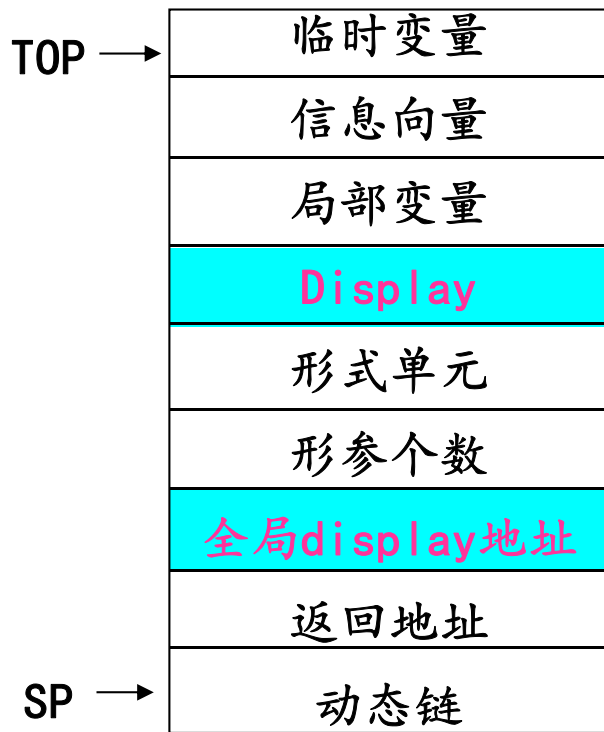 临时变量
TOP
信息向量
局部变量
Display
形式单元
形参个数
全局display地址
返回地址
SP
动态链